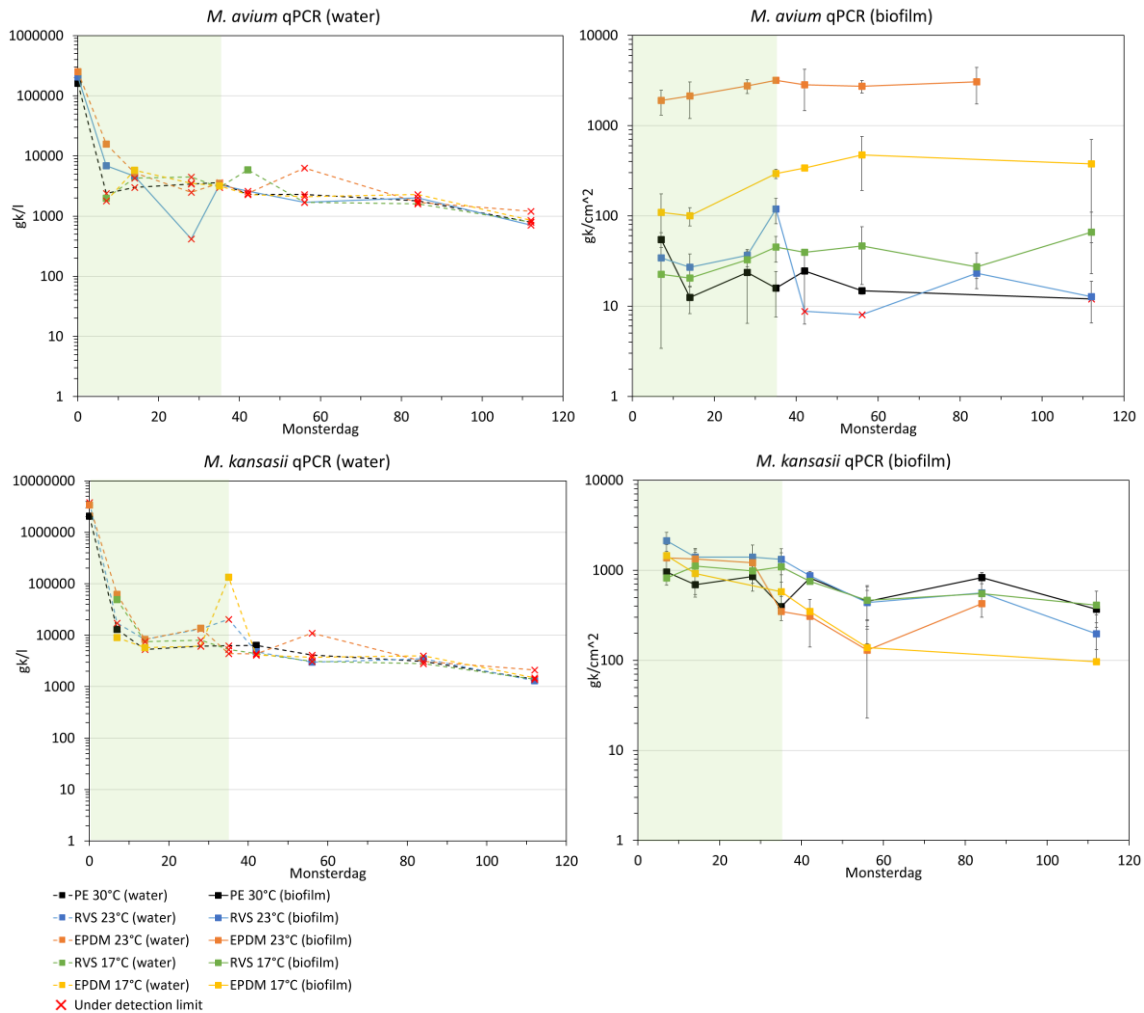 M. avium qPCR (water)
1000000
100000
10000
1000
100
10
1
gk/l
0 20 40 60 80 100 120
Monsterdag
M. avium qPCR (biofilm)
10000
1000
100
10
1
gk/cm^2
0 20 40 60 80 100 120
Monsterdag
M. kansasii qPCR (water)
10000000
1000000
100000
10000
1000
100
10
1
gk/l
0 20 40 60 80 100 120
Monsterdag
M. kansasii qPCR (biofilm)
10000
1000
100
10
1
gk/cm^2
0 20 40 60 80 100 120
Monsterdag
PE 30°C (water) PE 30°C (biofilm)
RVS 23°C (water) RVS 23°C (biofilm)
EPDM 23°C (water) EPDM 23°C (biofilm)
RVS 17°C (water) RVS 17°C (biofilm)
EPDM 17°C (water) EPDM 17°C (biofilm)
Under detection limit